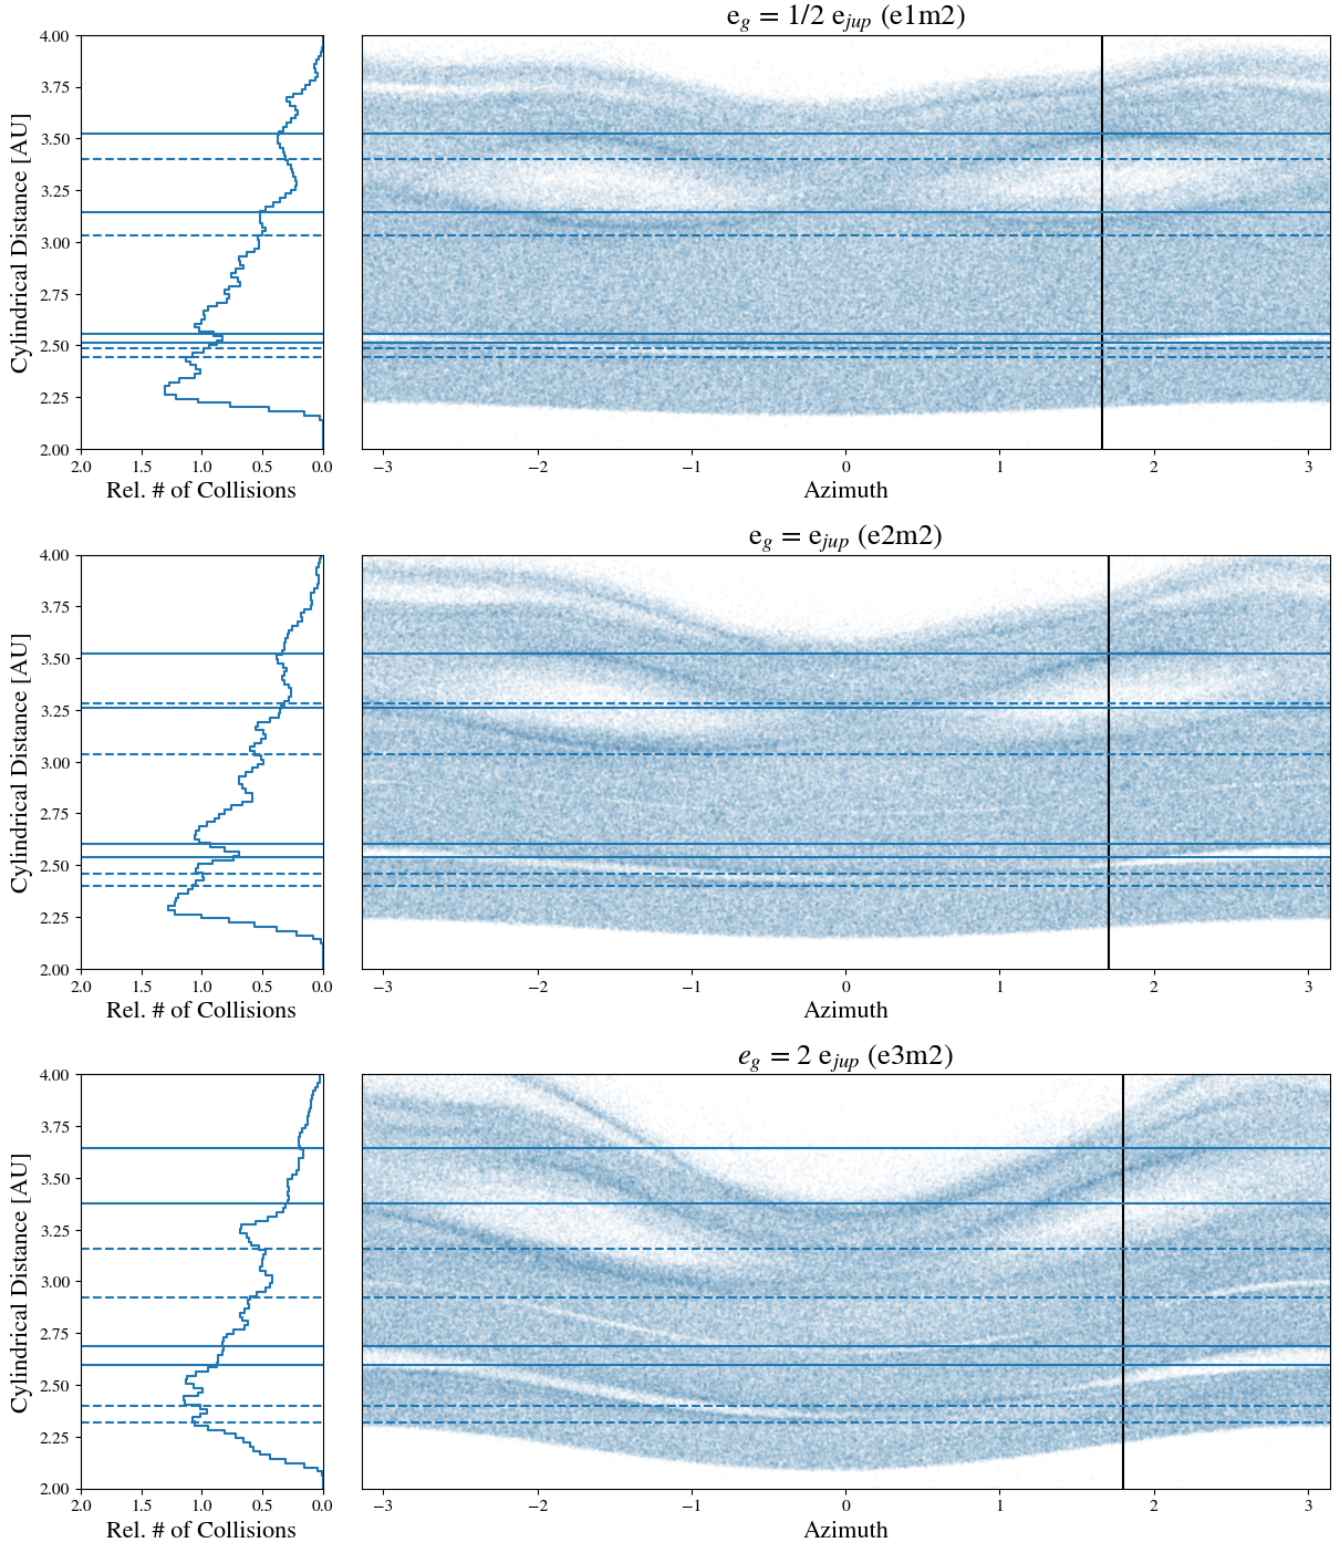 e_g = 1/2 e_jup (e1m2)
Cylindrical Distance [AU]
4.00
3.75
3.50
3.25
3.00
2.75
2.50
2.25
2.00
2.0 1.5 1.0 0.5 0.0
−3 −2 −1 0 1 2 3
Rel. # of Collisions
Azimuth
e_g = e_jup (e2m2)
Cylindrical Distance [AU]
4.00
3.75
3.50
3.25
3.00
2.75
2.50
2.25
2.00
2.0 1.5 1.0 0.5 0.0
−3 −2 −1 0 1 2 3
Rel. # of Collisions
Azimuth
e_g = 2 e_jup (e3m2)
Cylindrical Distance [AU]
4.00
3.75
3.50
3.25
3.00
2.75
2.50
2.25
2.00
2.0 1.5 1.0 0.5 0.0
−3 −2 −1 0 1 2 3
Rel. # of Collisions
Azimuth